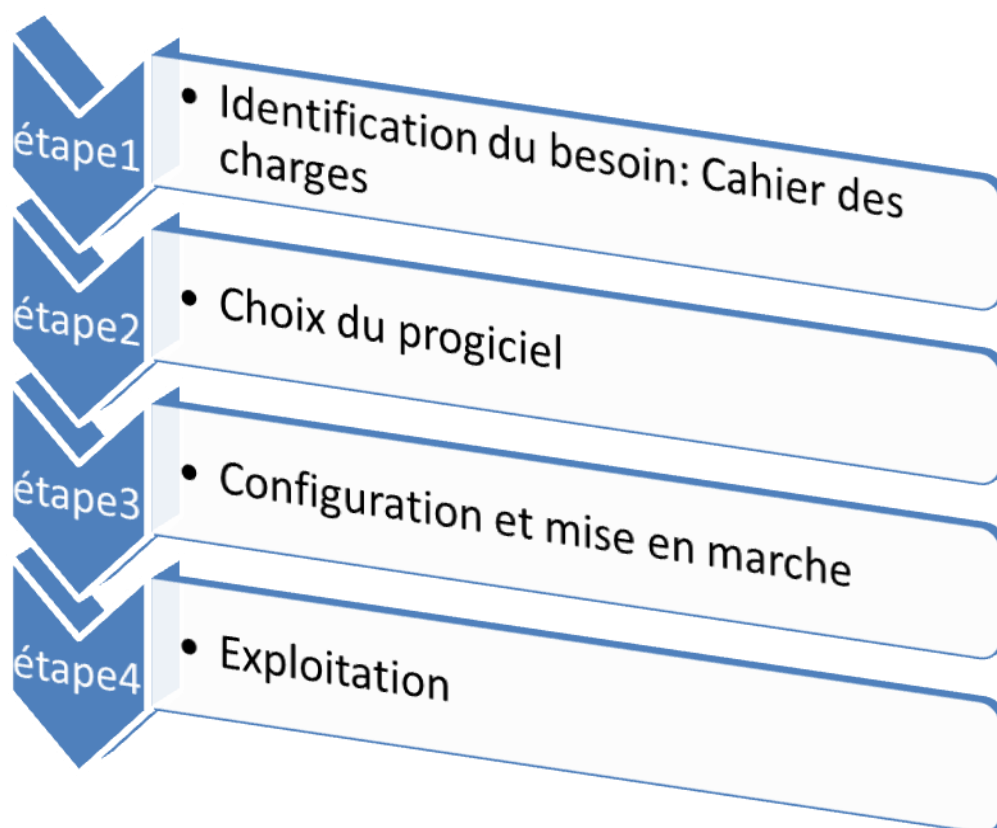 étape1
• Identification du besoin: Cahier des
charges
étape2
• Choix du progiciel
étape3
• Configuration et mise en marche
étape4
• Exploitation